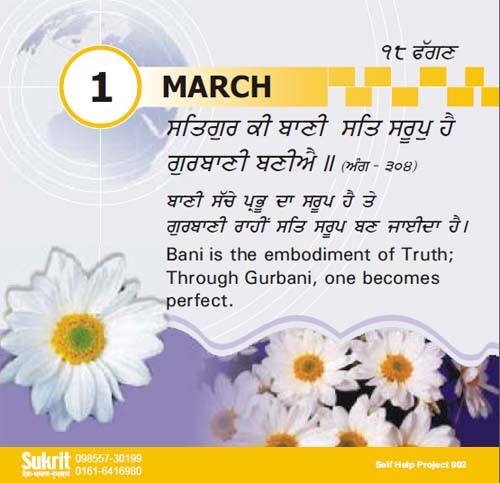 ੧੮ ਫੱਗਣ
1 MARCH
ਸਤਿਗੁਰ ਕੀ ਬਾਣੀ ਸਤਿ ਸਰੂਪੁ ਹੈ
ਗੁਰਬਾਣੀ ਬਣੀਐ ॥ (ਅੰਗ - ੩੦੪)
ਬਾਣੀ ਸੱਚੇ ਪ੍ਰਭੂ ਦਾ ਸਰੂਪ ਹੈ ਤੇ
ਗੁਰਬਾਣੀ ਰਾਹੀਂ ਸਤਿ ਸਰੂਪ ਬਣ ਜਾਈਦਾ ਹੈ।
Bani is the embodiment of Truth;
Through Gurbani, one becomes
perfect.
Sukrit 098557-30199
0161-6416980
Self Help Project 002